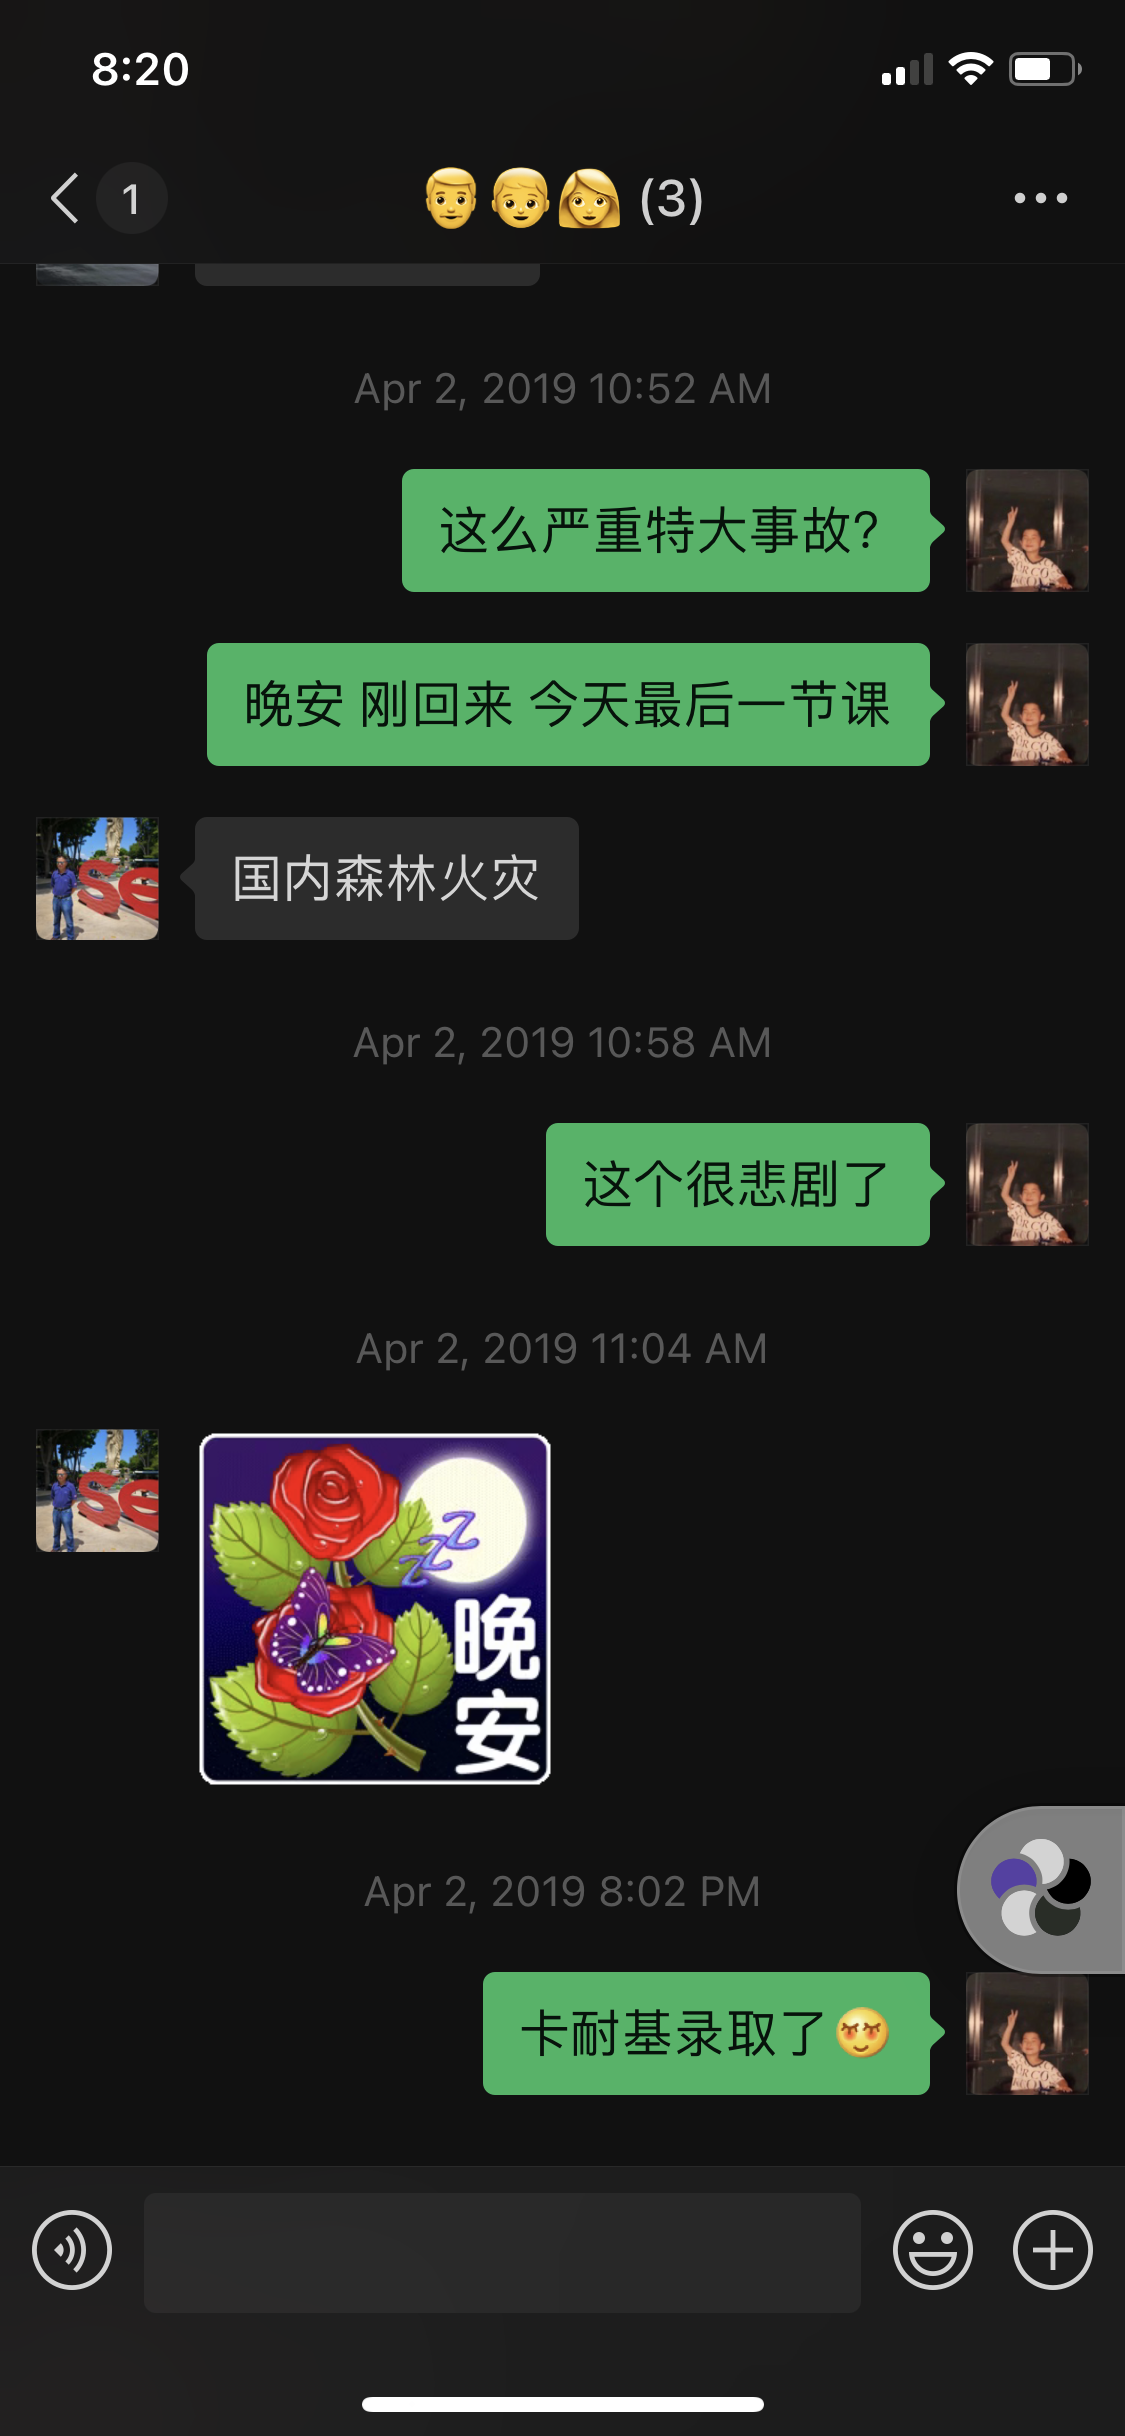 8:20
1
👨👦👩 (3)
Apr 2, 2019 10:52 AM
这么严重特大事故?
晚安 刚回来 今天最后一节课
Se
国内森林火灾
Apr 2, 2019 10:58 AM
这个很悲剧了
Apr 2, 2019 11:04 AM
Se
zzz
晚
安
Apr 2, 2019 8:02 PM
卡耐基录取了😌